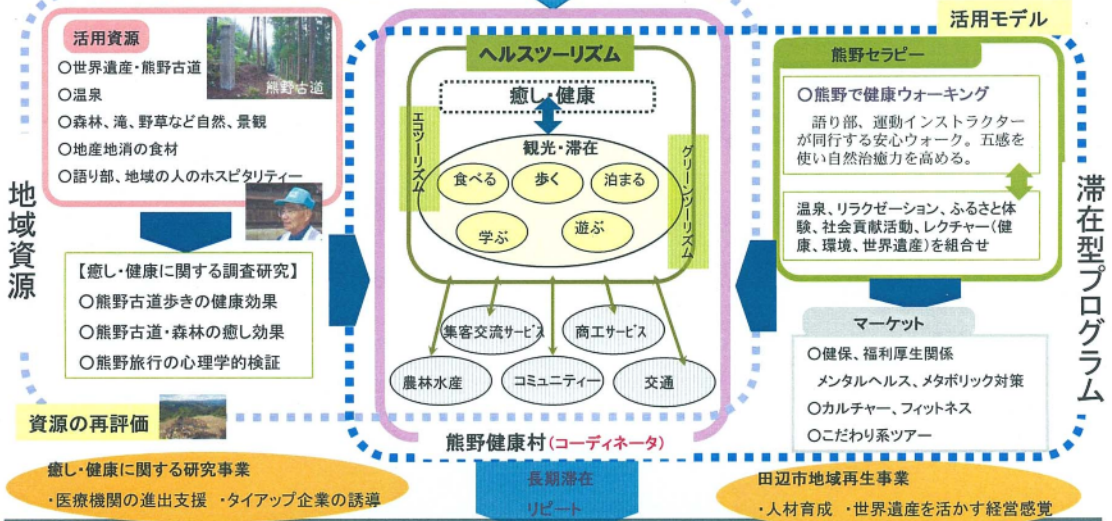 地域資源
活用資源
〇世界遺産・熊野古道
〇温泉
〇森林、滝、野草など自然、景観
〇地産地消の食材
〇語り部、地域の人のホスピタリティー
熊野古道
【癒し・健康に関する調査研究】
〇熊野古道歩きの健康効果
〇熊野古道・森林の癒し効果
〇熊野旅行の心理学的検証
資源の再評価
ヘルスツーリズム
癒し・健康
エコツーリズム
グリーンツーリズム
観光・滞在
食べる
歩く
泊まる
学ぶ
遊ぶ
集客交流サービス
商工サービス
農林水産
コミュニティー
交通
熊野健康村(コーディネータ)
活用モデル
滞在型プログラム
熊野セラピー
〇熊野で健康ウォーキング
語り部、運動インストラクター
が同行する安心ウォーク。五感を
使い自然治癒力を高める。
温泉、リラクゼーション、ふるさと体
験、社会貢献活動、レクチャー(健
康、環境、世界遺産)を組合せ
マーケット
〇健保、福利厚生関係
メンタルヘルス、メタボリック対策
〇カルチャー、フィットネス
〇こだわり系ツアー
癒し・健康に関する研究事業
・医療機関の進出支援 ・タイアップ企業の誘導
長期滞在
リピート
田辺市地域再生事業
・人材育成 ・世界遺産を活かす経営感覚